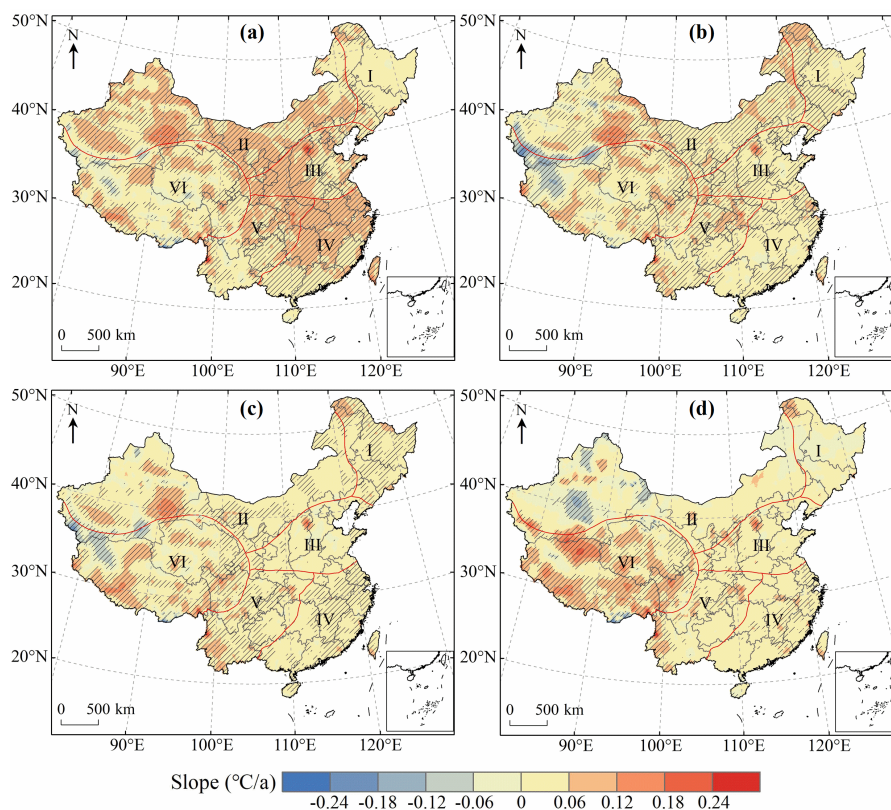 50°N
(a)
N
I
40°N
II
III
30°N
VI
V
IV
20°N
0 500 km
90°E 100°E 110°E 120°E
50°N
(b)
N
I
40°N
II
III
30°N
VI
V
IV
20°N
0 500 km
90°E 100°E 110°E 120°E
50°N
(c)
N
I
40°N
II
III
30°N
VI
V
IV
20°N
0 500 km
90°E 100°E 110°E 120°E
50°N
(d)
N
I
40°N
II
III
30°N
VI
V
IV
20°N
0 500 km
90°E 100°E 110°E 120°E
Slope (°C/a)
-0.24 -0.18 -0.12 -0.06 0 0.06 0.12 0.18 0.24